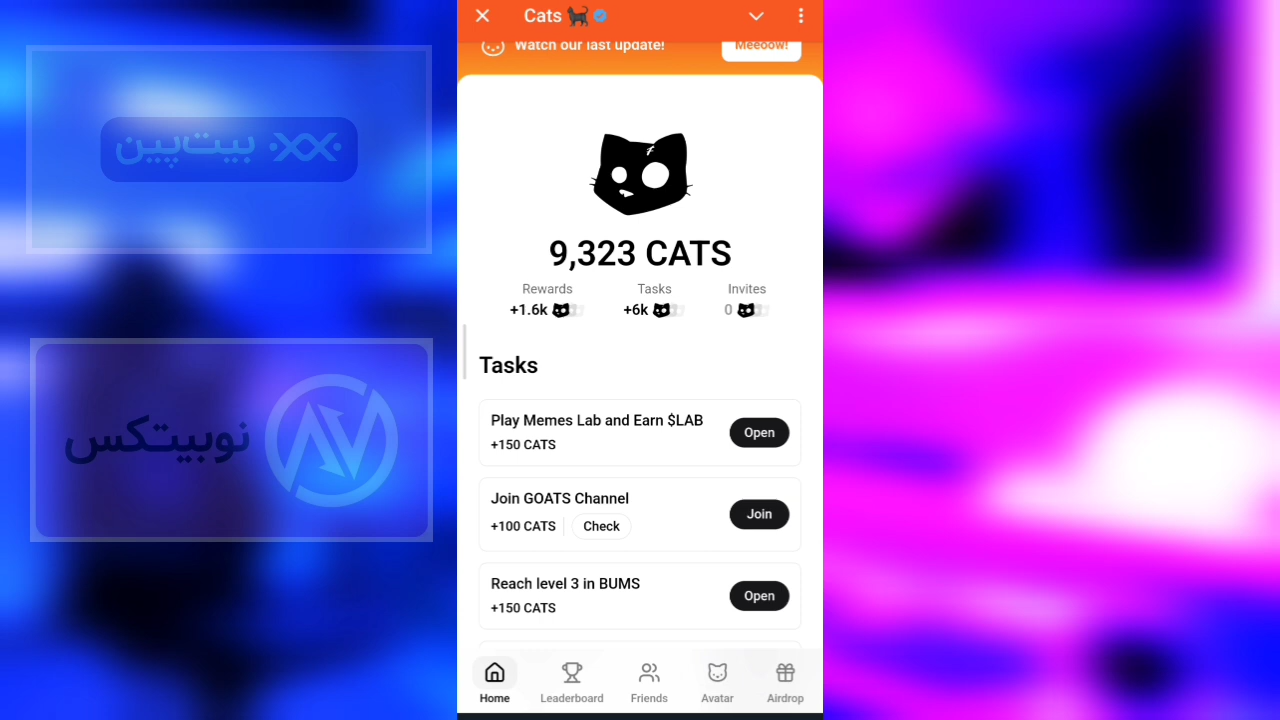 بیت‌پین
نوبیتکس
Cats 🐈‍⬛
Watch our last update!
Meeoow!
9,323 CATS
Rewards
Tasks
Invites
+1.6k
+6k
0
Tasks
Play Memes Lab and Earn $LAB
+150 CATS
Open
Join GOATS Channel
+100 CATS
Check
Join
Reach level 3 in BUMS
+150 CATS
Open
Home
Leaderboard
Friends
Avatar
Airdrop